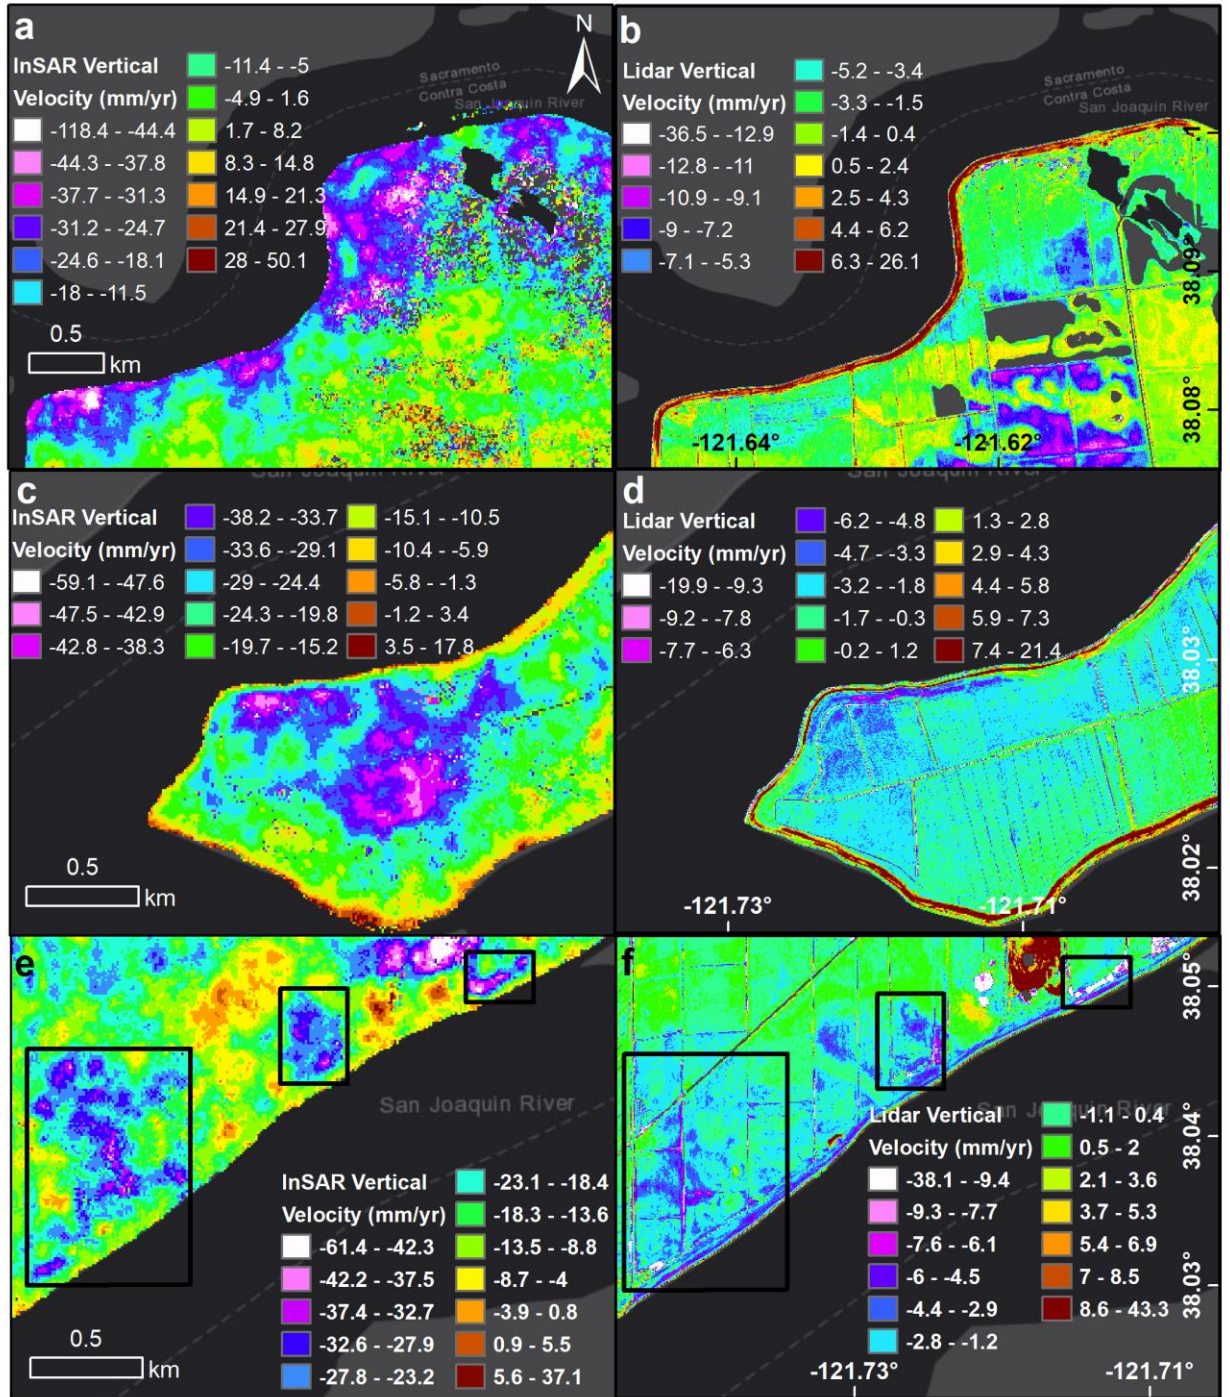 a
N
InSAR Vertical
Velocity (mm/yr)
-118.4 - -44.4
-44.3 - -37.8
-37.7 - -31.3
-31.2 - -24.7
-24.6 - -18.1
-18 - -11.5
-11.4 - -5
-4.9 - 1.6
1.7 - 8.2
8.3 - 14.8
14.9 - 21.3
21.4 - 27.9
28 - 50.1
Sacramento
Contra Costa
San Joaquin River
0.5
km
b
Lidar Vertical
Velocity (mm/yr)
-36.5 - -12.9
-12.8 - -11
-10.9 - -9.1
-9 - -7.2
-7.1 - -5.3
-5.2 - -3.4
-3.3 - -1.5
-1.4 - 0.4
0.5 - 2.4
2.5 - 4.3
4.4 - 6.2
6.3 - 26.1
Sacramento
Contra Costa
San Joaquin River
38.09°
38.08°
-121.64°
-121.62°
c
San Joaquin River
InSAR Vertical
Velocity (mm/yr)
-59.1 - -47.6
-47.5 - -42.9
-42.8 - -38.3
-38.2 - -33.7
-33.6 - -29.1
-29 - -24.4
-24.3 - -19.8
-19.7 - -15.2
-15.1 - -10.5
-10.4 - -5.9
-5.8 - -1.3
-1.2 - 3.4
3.5 - 17.8
0.5
km
d
San Joaquin River
Lidar Vertical
Velocity (mm/yr)
-19.9 - -9.3
-9.2 - -7.8
-7.7 - -6.3
-6.2 - -4.8
-4.7 - -3.3
-3.2 - -1.8
-1.7 - -0.3
-0.2 - 1.2
1.3 - 2.8
2.9 - 4.3
4.4 - 5.8
5.9 - 7.3
7.4 - 21.4
38.03°
38.02°
-121.73°
-121.71°
e
San Joaquin River
InSAR Vertical
Velocity (mm/yr)
-61.4 - -42.3
-42.2 - -37.5
-37.4 - -32.7
-32.6 - -27.9
-27.8 - -23.2
-23.1 - -18.4
-18.3 - -13.6
-13.5 - -8.8
-8.7 - -4
-3.9 - 0.8
0.9 - 5.5
5.6 - 37.1
0.5
km
f
San Joaquin River
Lidar Vertical
Velocity (mm/yr)
-38.1 - -9.4
-9.3 - -7.7
-7.6 - -6.1
-6 - -4.5
-4.4 - -2.9
-2.8 - -1.2
-1.1 - 0.4
0.5 - 2
2.1 - 3.6
3.7 - 5.3
5.4 - 6.9
7 - 8.5
8.6 - 43.3
38.05°
38.04°
38.03°
-121.73°
-121.71°